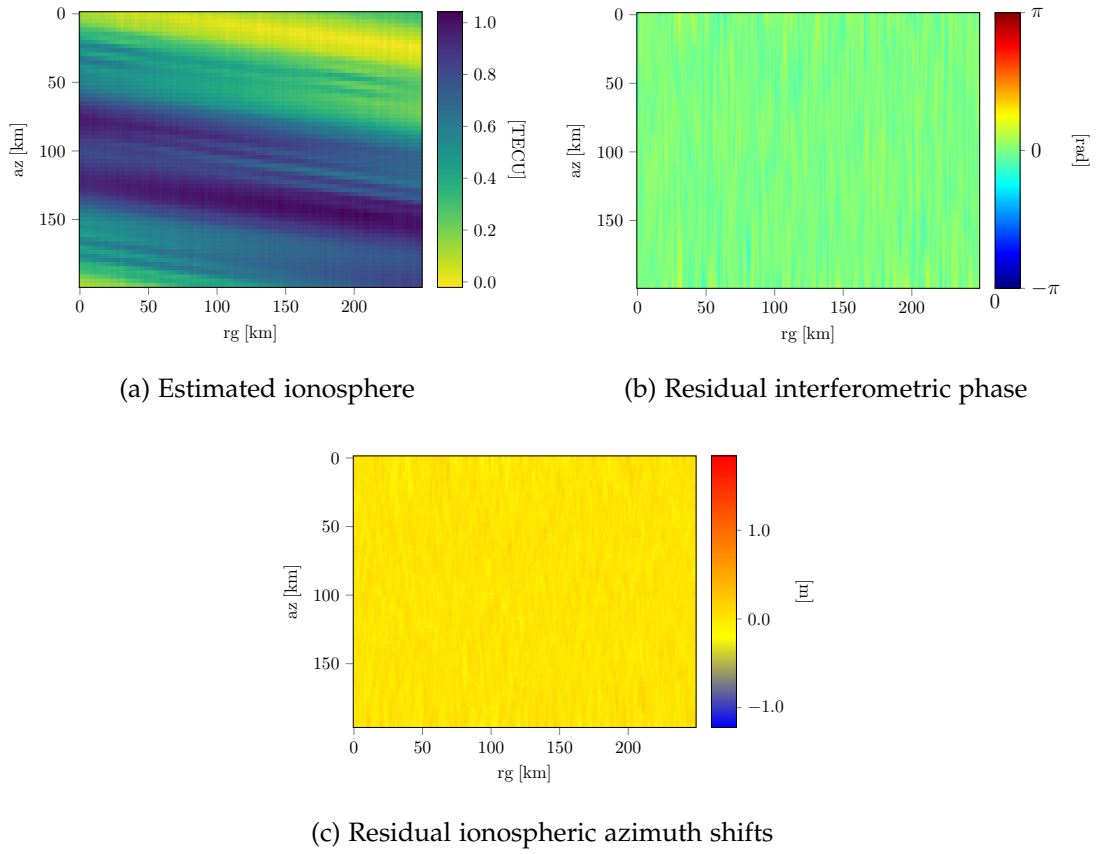 0
50
100
150
0
50
100
150
200
rg [km]
az [km]
1.0
0.8
0.6
0.4
0.2
0.0
[TECU]
(a) Estimated ionosphere
0
50
100
150
0
50
100
150
200
rg [km]
az [km]
π
0
−π
0
[rad]
(b) Residual interferometric phase
0
50
100
150
0
50
100
150
200
rg [km]
az [km]
1.0
0.0
−1.0
[m]
(c) Residual ionospheric azimuth shifts